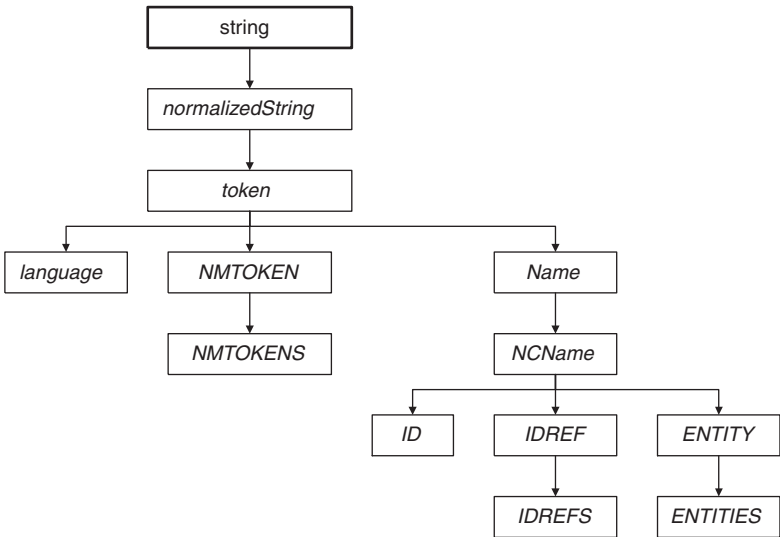 string
normalizedString
token
language
NMTOKEN
Name
NMTOKENS
NCName
ID
IDREF
ENTITY
IDREFS
ENTITIES